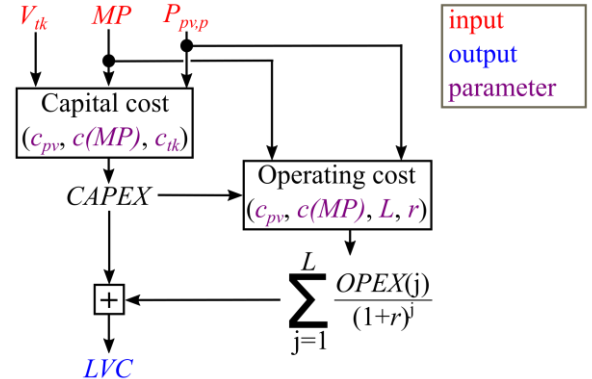 V_tk MP P_pv,p
input
output
parameter
Capital cost
(c_pv, c(MP), c_tk)
CAPEX
Operating cost
(c_pv, c(MP), L, r)
L
∑ OPEX(j)
(1+r)^j
j=1
+
LVC